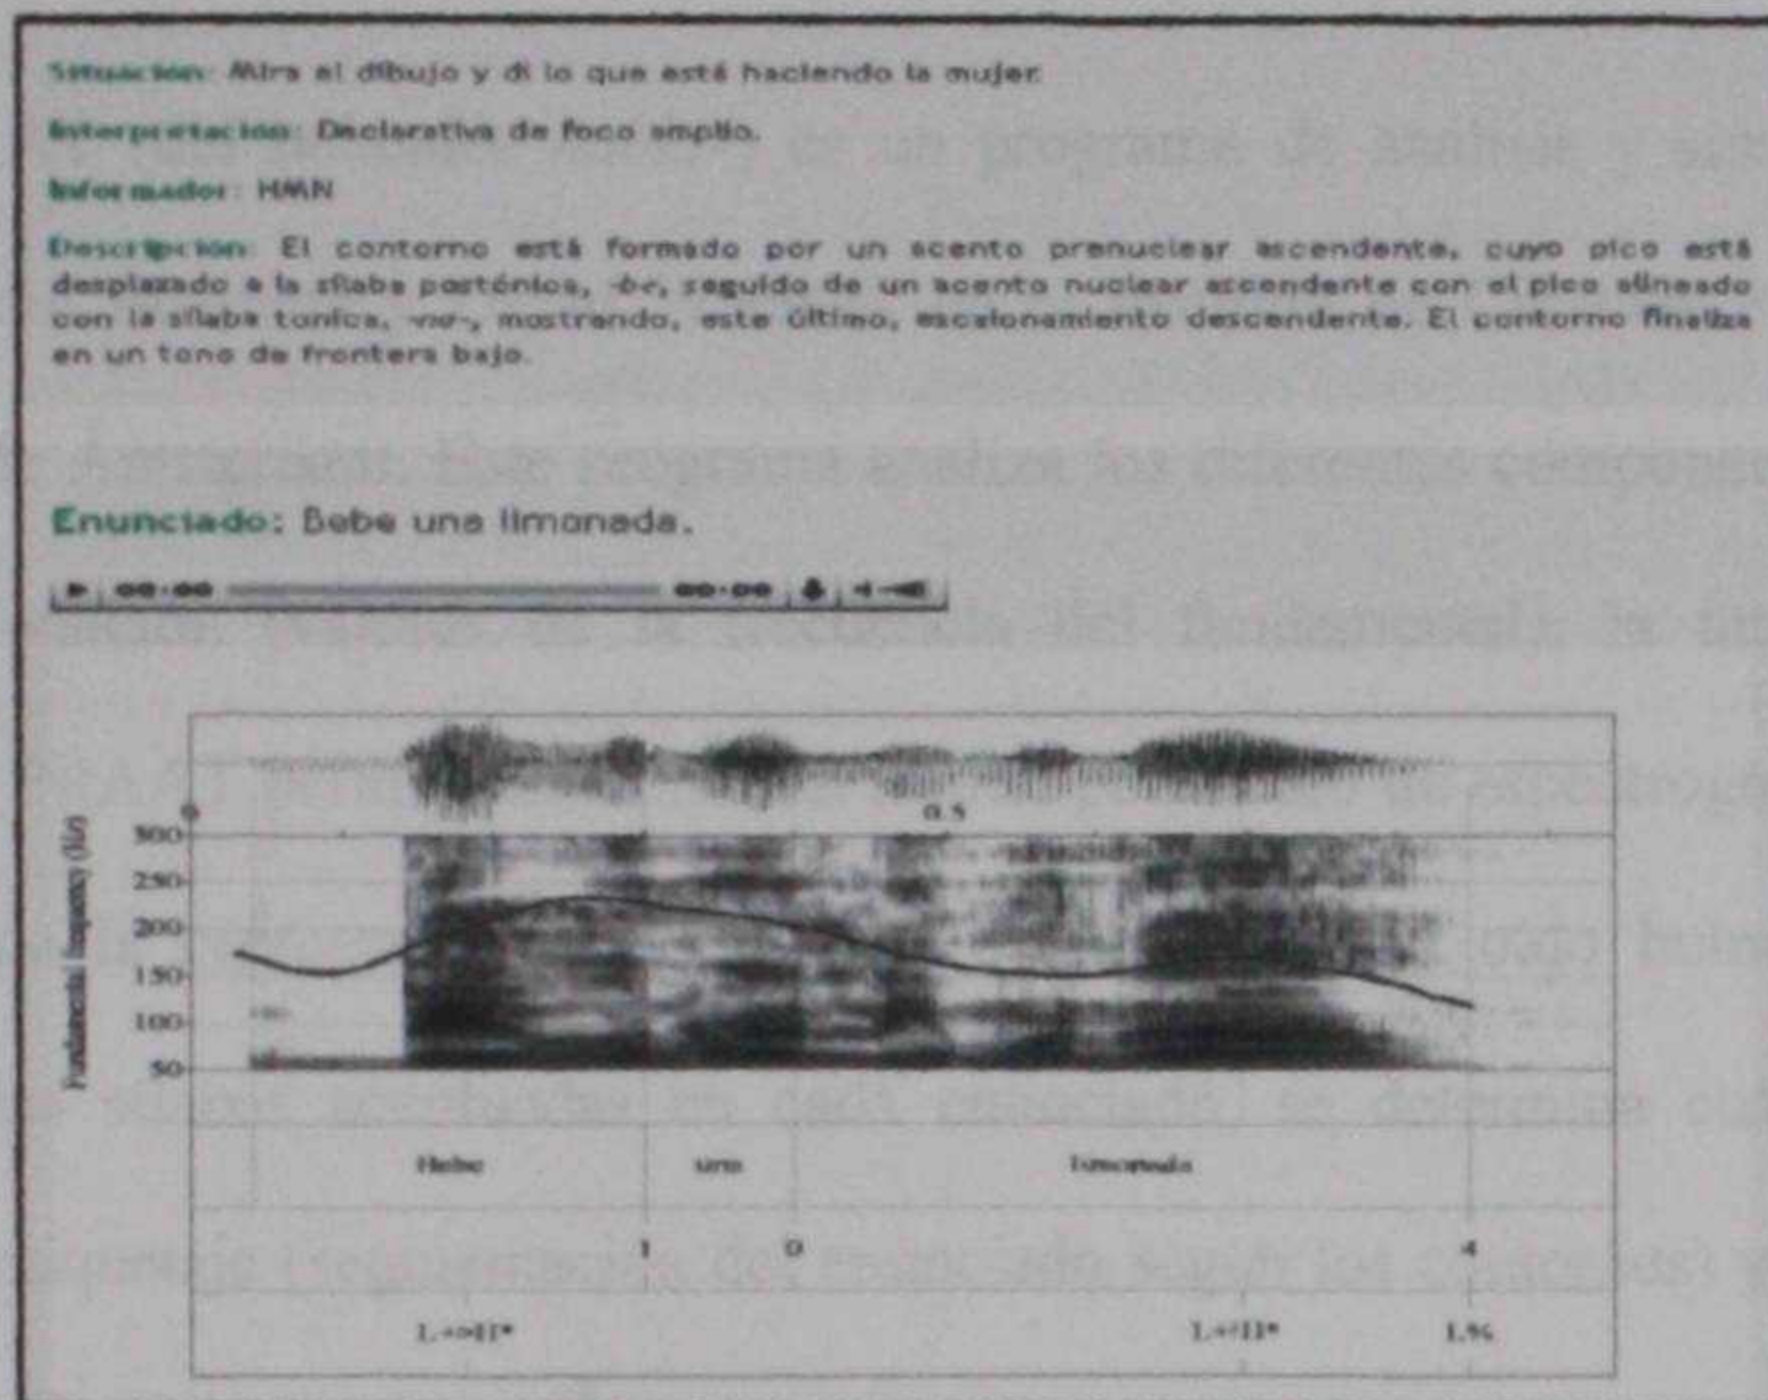 Situación: Mira el dibujo y di lo que está haciendo la mujer.
Interpretación: Declarativa de foco amplio.
Informador: HMN
Descripción: El contorno está formado por un acento prenuclear ascendente, cuyo pico está
desplazado a la sílaba postónica, -be, seguido de un acento nuclear ascendente con el pico alineado
con la sílaba tonica, -na-, mostrando, este último, escalonamiento descendente. El contorno finaliza
en un tono de frontera bajo.
Enunciado: Bebe una limonada.
00:00 00:00
0 0.5
Fundamental frequency (Hz)
300
250
200
150
100
50
Bebe una limonada
1 0 4
L+>H* L+!H* L%